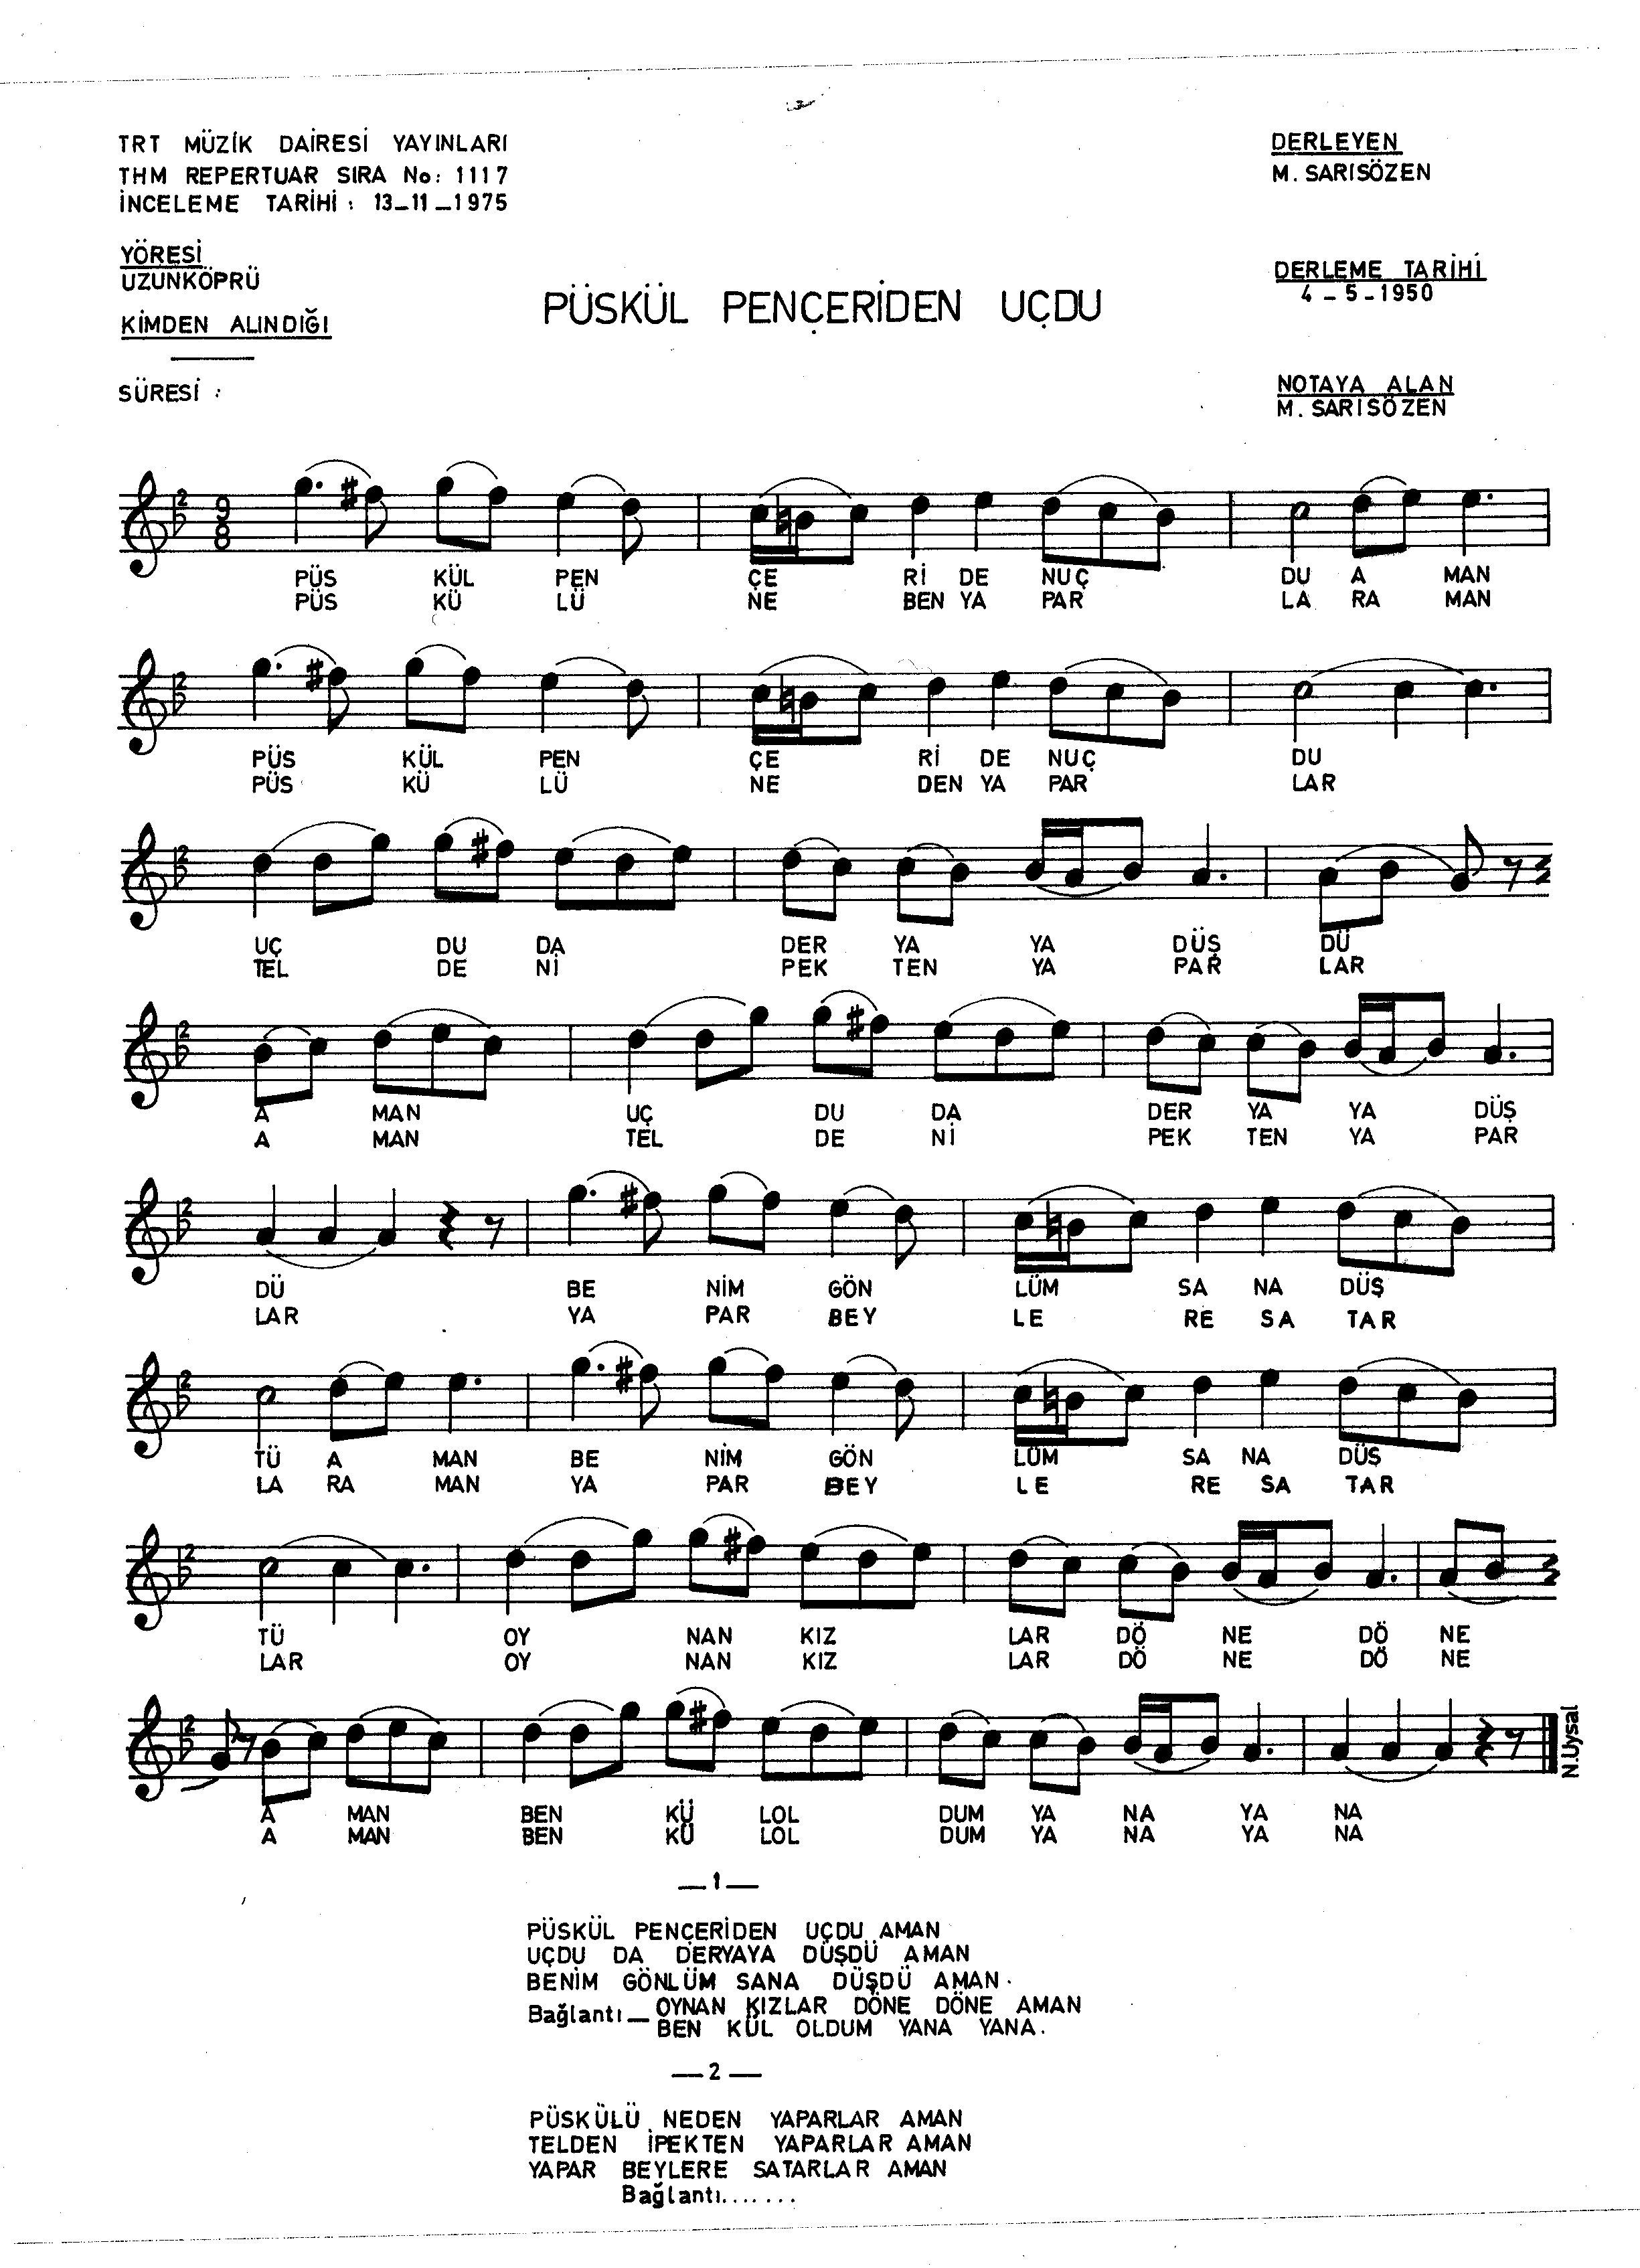 TRT MÜZİK DAİRESİ YAYINLARI
THM REPERTUAR SIRA No: 1117
İNCELEME TARİHİ: 13-11-1975
DERLEYEN
M. SARISÖZEN
YÖRESİ
UZUNKÖPRÜ
KİMDEN ALINDIĞI
SÜRESİ :
PÜSKÜL PENÇERİDEN UÇDU
DERLEME TARİHİ
4-5-1950
NOTAYA ALAN
M. SARISÖZEN
9
8
PÜS KÜL PEN ÇE Rİ DE NUÇ DU A MAN
PÜS KÜ LÜ NE BEN YA PAR LA RA MAN
PÜS KÜL PEN ÇE Rİ DE NUÇ DU
PÜS KÜ LÜ NE DEN YA PAR LAR
UÇ DU DA DER YA YA DÜŞ DÜ
TEL DE Nİ PEK TEN YA PAR LAR
A MAN UÇ DU DA DER YA YA DÜŞ
A MAN TEL DE Nİ PEK TEN YA PAR
DÜ BE NİM GÖN LÜM SA NA DÜŞ
LAR YA PAR BEY LE RE SA TAR
TÜ A MAN BE NİM GÖN LÜM SA NA DÜŞ
LA RA MAN YA PAR BEY LE RE SA TAR
TÜ OY NAN KIZ LAR DÖ NE DÖ NE
LAR OY NAN KIZ LAR DÖ NE DÖ NE
N.Uysal
A MAN BEN KÜ LOL DUM YA NA YA NA
A MAN BEN KÜ LOL DUM YA NA YA NA
—1—
PÜSKÜL PENÇERİDEN UÇDU AMAN
UÇDU DA DERYAYA DÜŞDÜ AMAN
BENİM GÖNLÜM SANA DÜŞDÜ AMAN.
Bağlantı— OYNAN KIZLAR DÖNE DÖNE AMAN
BEN KÜL OLDUM YANA YANA.
—2—
PÜSKÜLÜ NEDEN YAPARLAR AMAN
TELDEN İPEKTEN YAPARLAR AMAN
YAPAR BEYLERE SATARLAR AMAN
Bağlantı.......